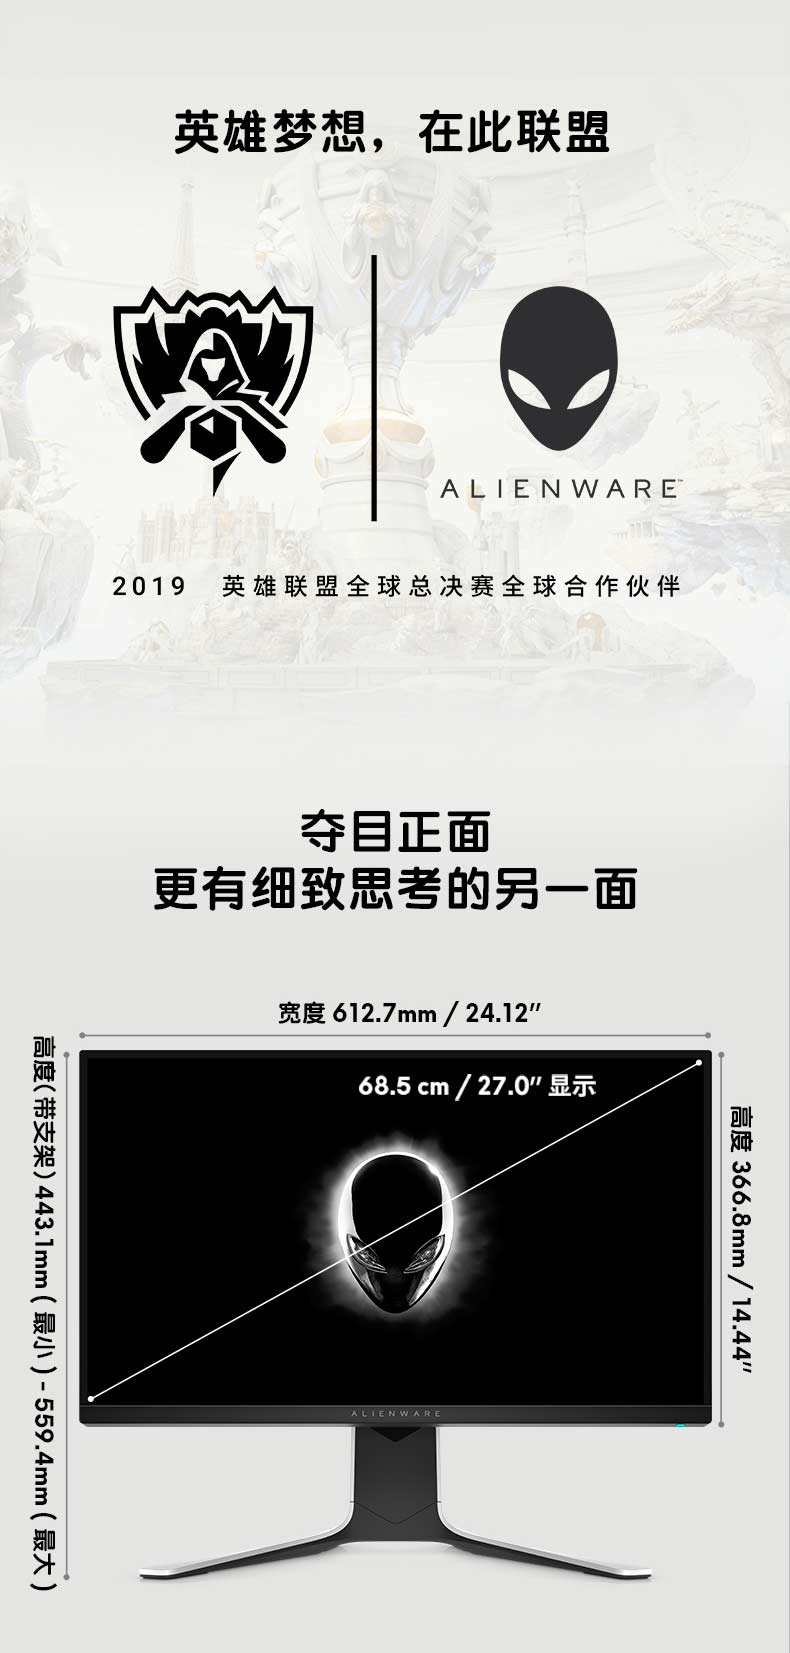 英雄梦想，在此联盟
ALIENWARE™
2019 英雄联盟全球总决赛全球合作伙伴
夺目正面
更有细致思考的另一面
宽度 612.7mm / 24.12″
68.5 cm / 27.0″ 显示
高度(带支架) 443.1mm ( 最小 ) - 559.4mm ( 最大 )
高度 366.8mm / 14.44″
ALIENWARE